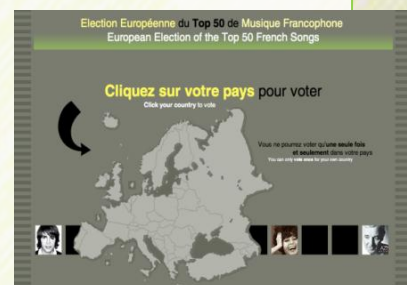 Election Européenne du Top 50 de Musique Francophone
European Election of the Top 50 French Songs
Cliquez sur votre pays pour voter
Click your country to vote
Vous ne pourrez voter qu'une seule fois
et seulement dans votre pays
You can only vote once for your own country